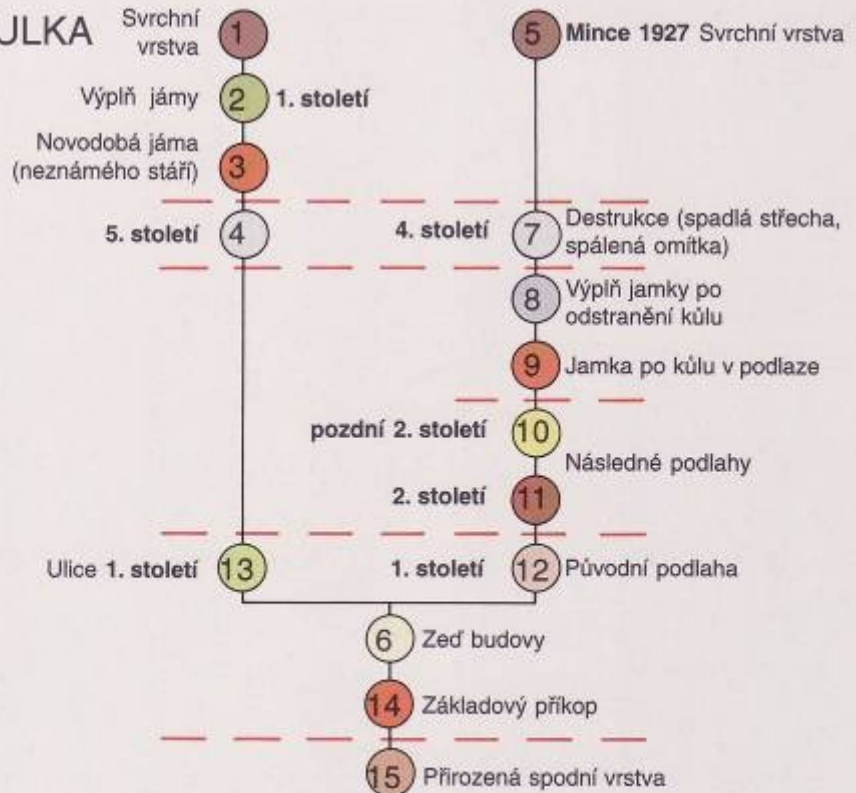 ULKA
Svrchní
vrstva
1
5
Mince 1927 Svrchní vrstva
Výplň jámy
2
1. století
Novodobá jáma
(neznámého stáří)
3
5. století
4
4. století
7
Destrukce (spadlá střecha,
spálená omítka)
8
Výplň jamky po
odstranění kůlu
9
Jamka po kůlu v podlaze
pozdní 2. století
10
Následné podlahy
2. století
11
Ulice 1. století
13
1. století
12
Původní podlaha
6
Zeď budovy
14
Základový příkop
15
Přirozená spodní vrstva